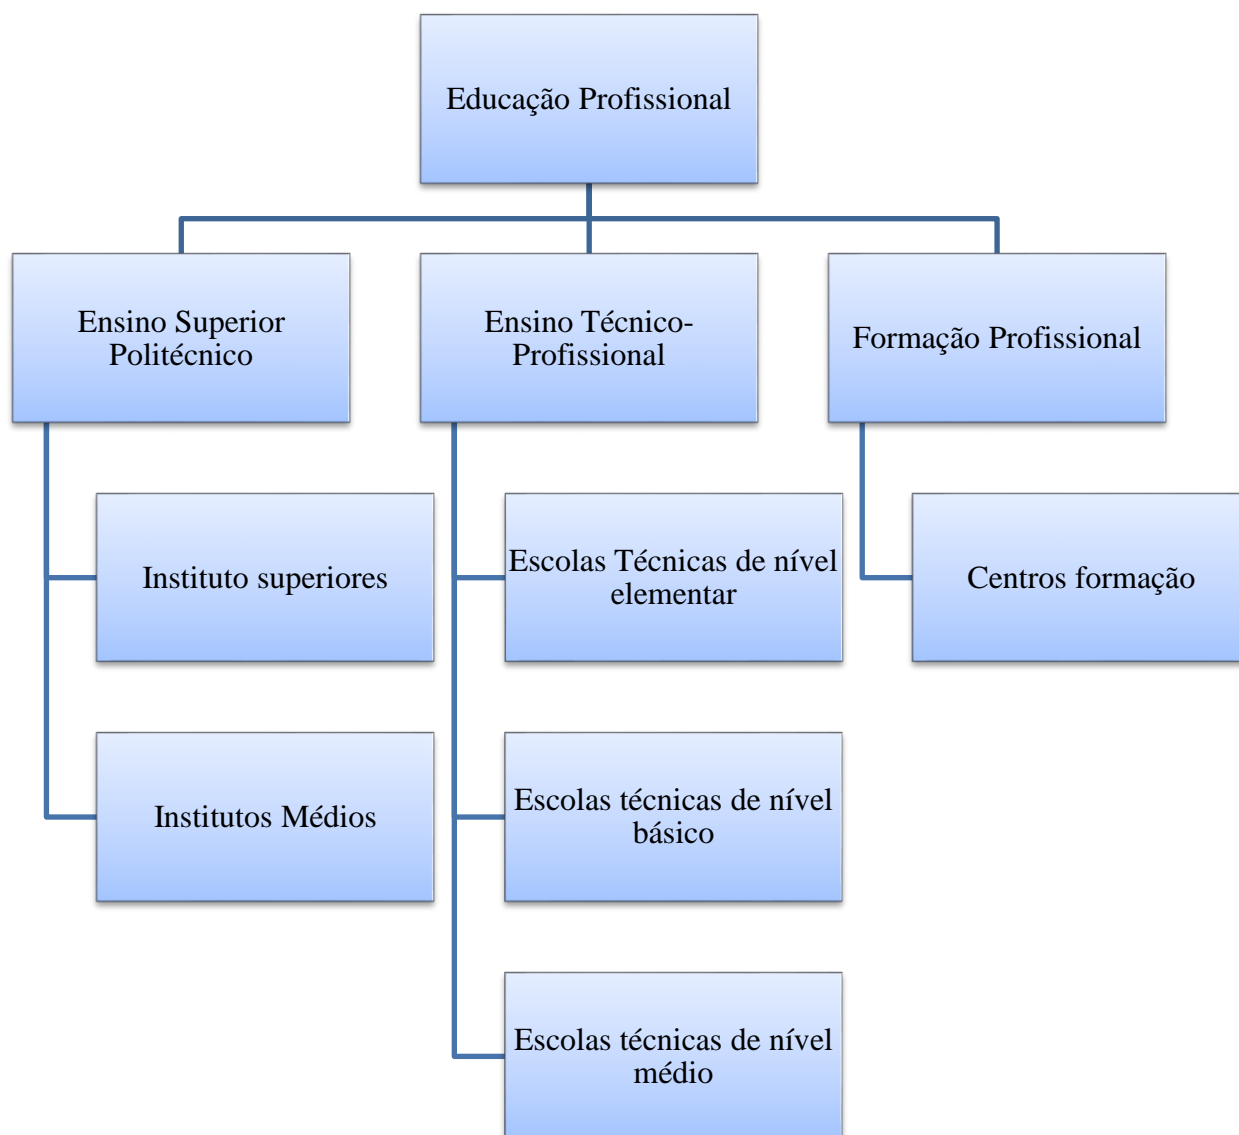 Educação Profissional
Ensino Superior
Politécnico
Ensino Técnico-
Profissional
Formação Profissional
Instituto superiores
Escolas Técnicas de nível
elementar
Centros formação
Institutos Médios
Escolas técnicas de nível
básico
Escolas técnicas de nível
médio